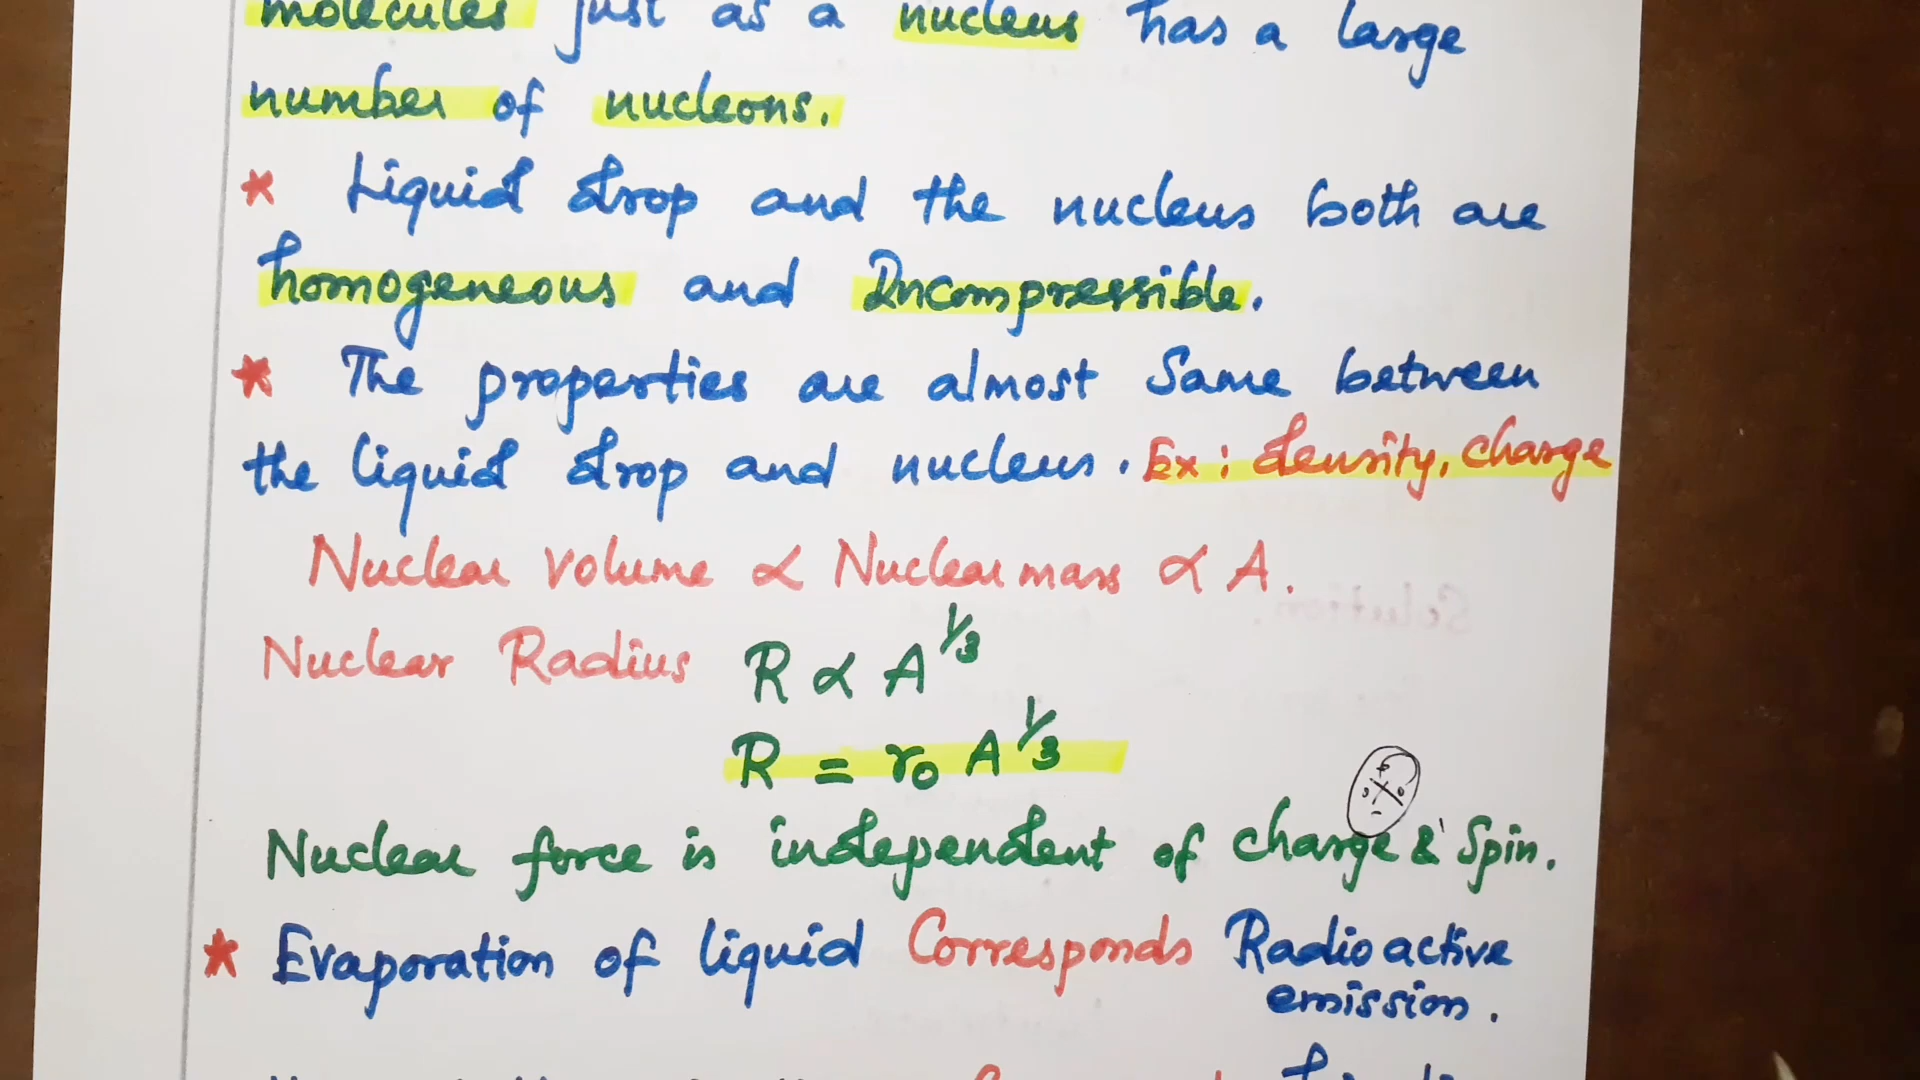 molecules just as a nucleus has a large
number of nucleons.
* Liquid drop and the nucleus both are
homogeneous and Incompressible.
* The properties are almost Same between
the liquid drop and nucleus. Ex: density, charge
Nuclear volume ∝ Nuclear mass ∝ A.
Nuclear Radius R ∝ A^1/3
R = r₀ A^1/3
Nuclear force is independent of charge & Spin.
* Evaporation of liquid Corresponds Radioactive
emission.